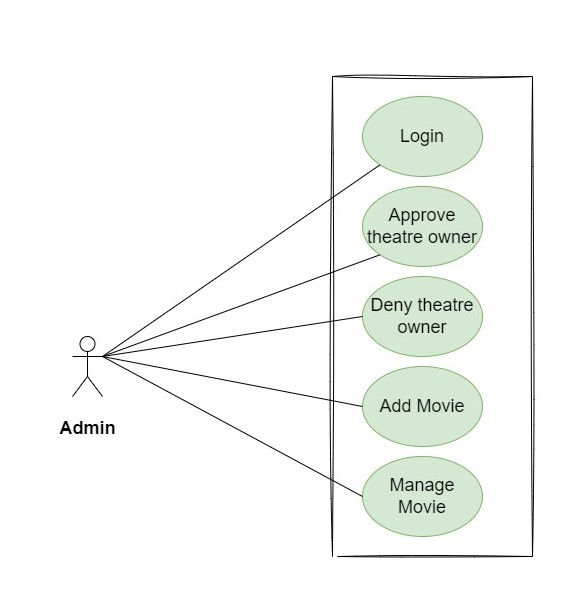 Login
Approve
theatre owner
Deny theatre
owner
Add Movie
Manage
Movie
Admin